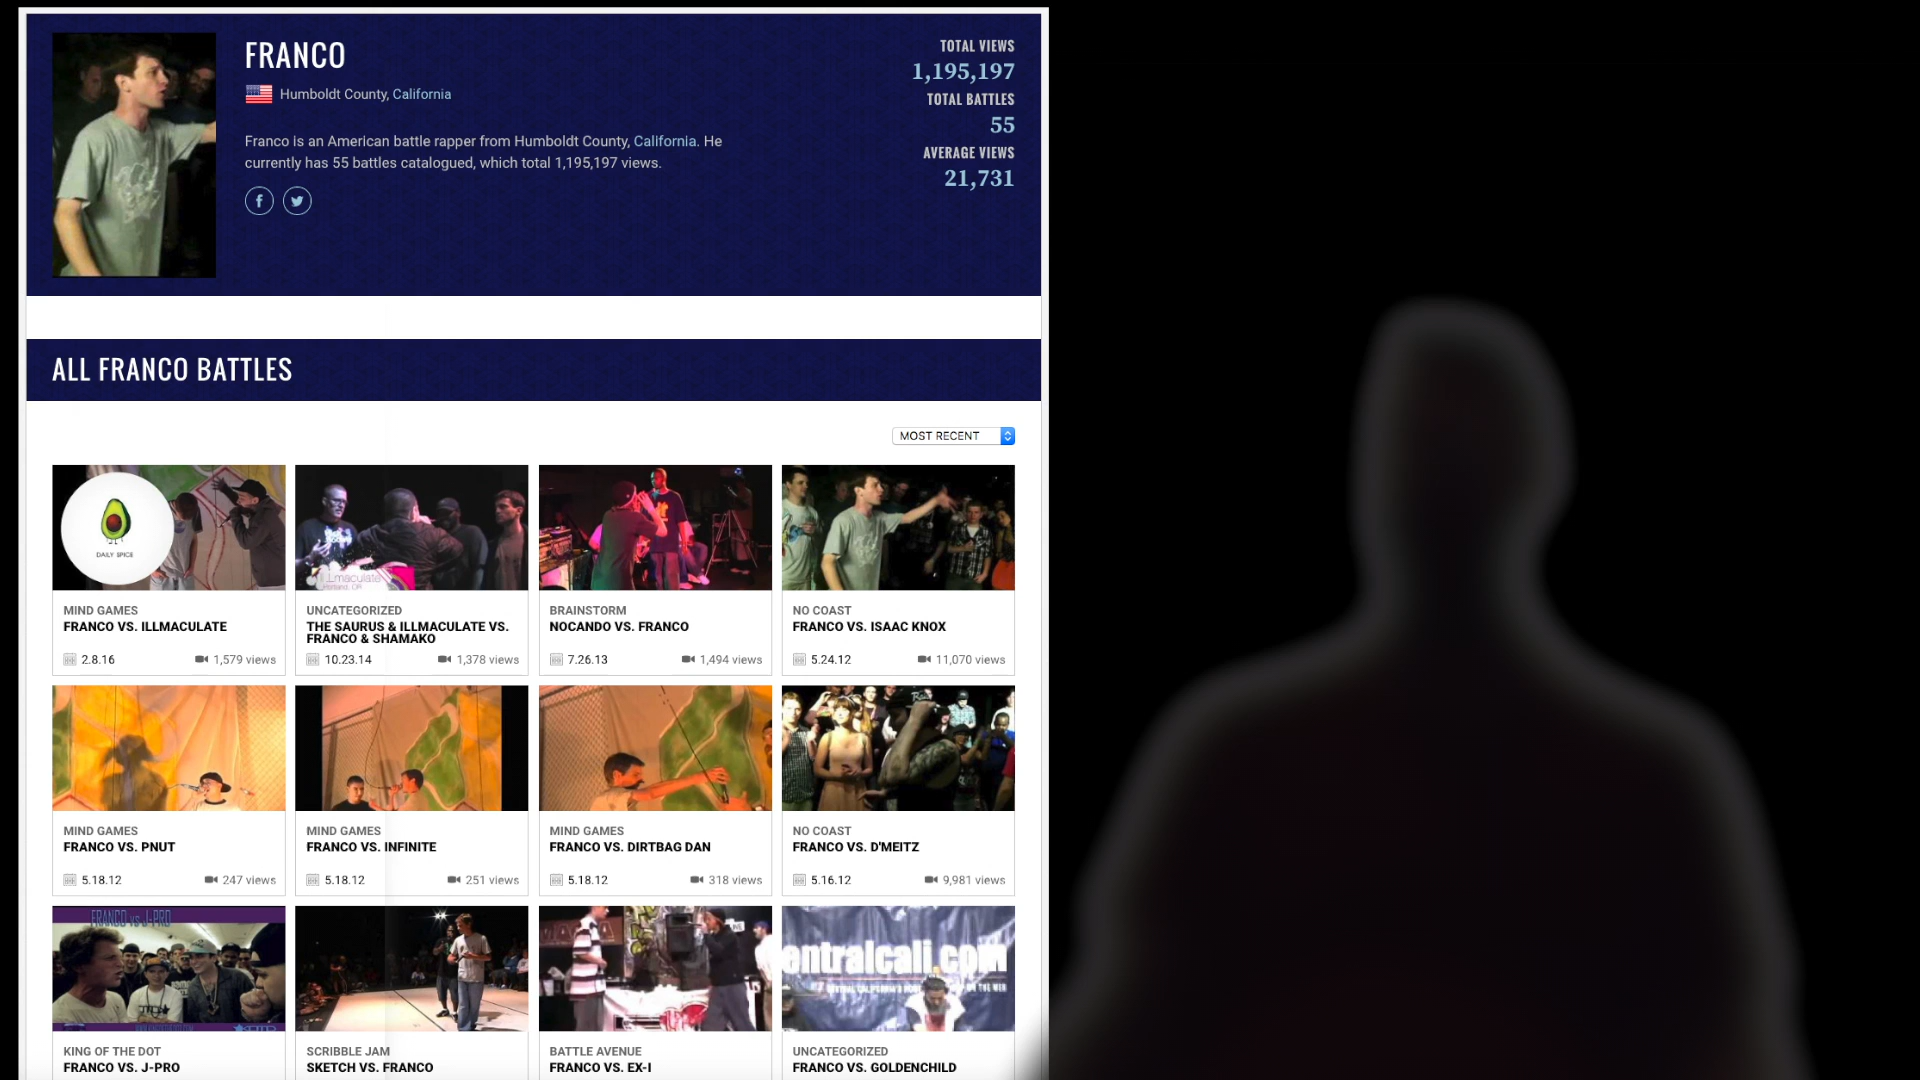 FRANCO
Humboldt County, California
Franco is an American battle rapper from Humboldt County, California. He
currently has 55 battles catalogued, which total 1,195,197 views.
TOTAL VIEWS
1,195,197
TOTAL BATTLES
55
AVERAGE VIEWS
21,731
ALL FRANCO BATTLES
MOST RECENT
DAILY SPICE
MIND GAMES
FRANCO VS. ILLMACULATE
2.8.16
1,579 views
Illmaculate
UNCATEGORIZED
THE SAURUS & ILLMACULATE VS.
FRANCO & SHAMAKO
10.23.14
1,378 views
BRAINSTORM
NOCANDO VS. FRANCO
7.26.13
1,494 views
NO COAST
FRANCO VS. ISAAC KNOX
5.24.12
11,070 views
MIND GAMES
FRANCO VS. PNUT
5.18.12
247 views
MIND GAMES
FRANCO VS. INFINITE
5.18.12
251 views
MIND GAMES
FRANCO VS. DIRTBAG DAN
5.18.12
318 views
NO COAST
FRANCO VS. D'MEITZ
5.16.12
9,981 views
FRANCO VS J-PRO
KING OF THE DOT
FRANCO VS. J-PRO
SCRIBBLE JAM
SKETCH VS. FRANCO
BATTLE AVENUE
FRANCO VS. EX-I
entralcali.com
UNCATEGORIZED
FRANCO VS. GOLDENCHILD